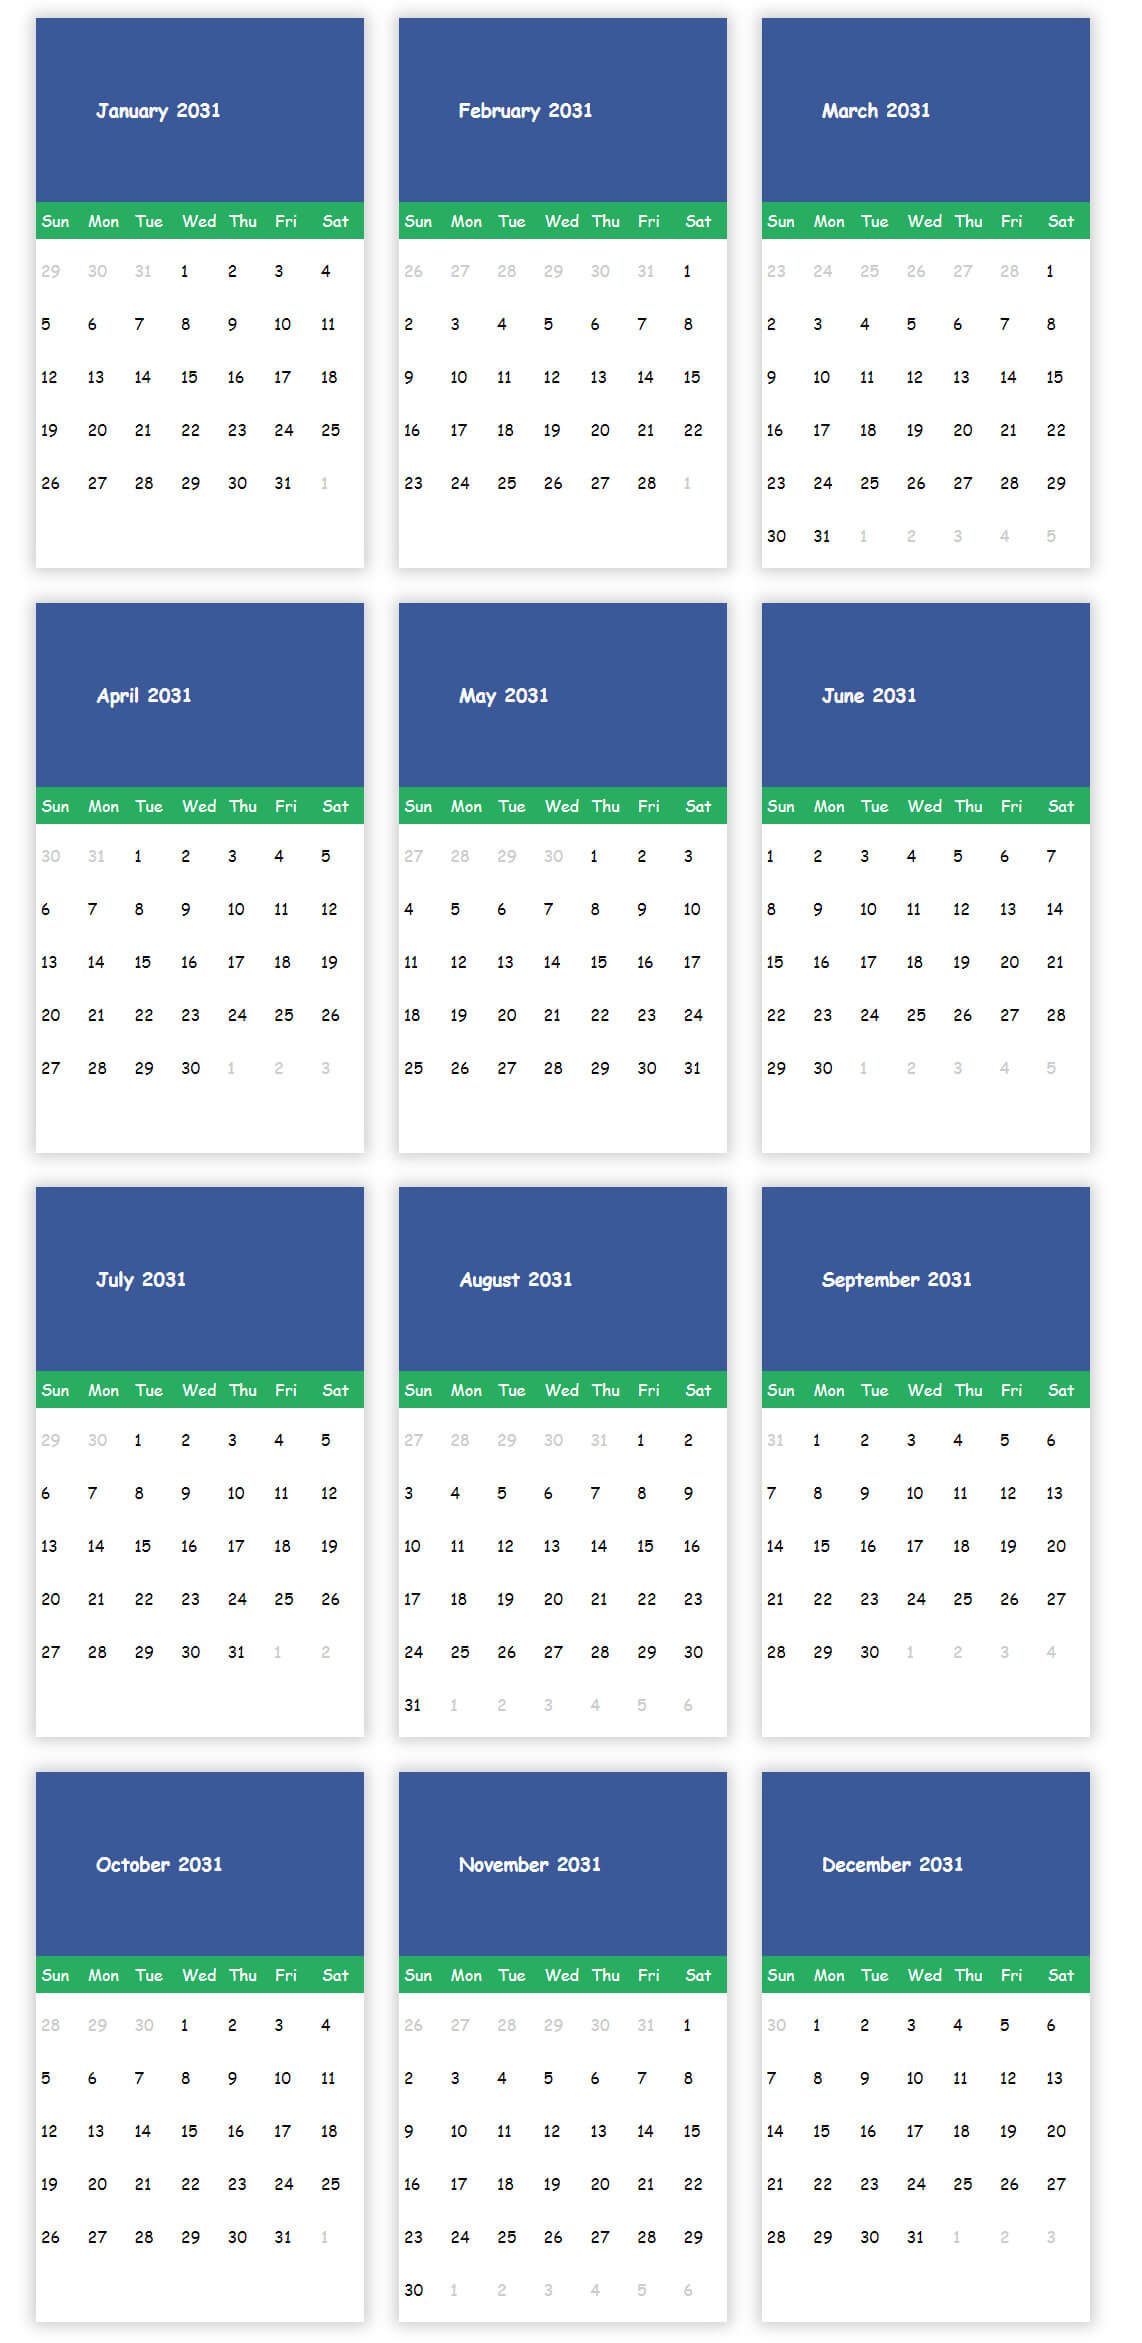 January 2031
Sun Mon Tue Wed Thu Fri Sat
29 30 31 1 2 3 4
5 6 7 8 9 10 11
12 13 14 15 16 17 18
19 20 21 22 23 24 25
26 27 28 29 30 31 1
February 2031
Sun Mon Tue Wed Thu Fri Sat
26 27 28 29 30 31 1
2 3 4 5 6 7 8
9 10 11 12 13 14 15
16 17 18 19 20 21 22
23 24 25 26 27 28 1
March 2031
Sun Mon Tue Wed Thu Fri Sat
23 24 25 26 27 28 1
2 3 4 5 6 7 8
9 10 11 12 13 14 15
16 17 18 19 20 21 22
23 24 25 26 27 28 29
30 31 1 2 3 4 5
April 2031
Sun Mon Tue Wed Thu Fri Sat
30 31 1 2 3 4 5
6 7 8 9 10 11 12
13 14 15 16 17 18 19
20 21 22 23 24 25 26
27 28 29 30 1 2 3
May 2031
Sun Mon Tue Wed Thu Fri Sat
27 28 29 30 1 2 3
4 5 6 7 8 9 10
11 12 13 14 15 16 17
18 19 20 21 22 23 24
25 26 27 28 29 30 31
June 2031
Sun Mon Tue Wed Thu Fri Sat
1 2 3 4 5 6 7
8 9 10 11 12 13 14
15 16 17 18 19 20 21
22 23 24 25 26 27 28
29 30 1 2 3 4 5
July 2031
Sun Mon Tue Wed Thu Fri Sat
29 30 1 2 3 4 5
6 7 8 9 10 11 12
13 14 15 16 17 18 19
20 21 22 23 24 25 26
27 28 29 30 31 1 2
August 2031
Sun Mon Tue Wed Thu Fri Sat
27 28 29 30 31 1 2
3 4 5 6 7 8 9
10 11 12 13 14 15 16
17 18 19 20 21 22 23
24 25 26 27 28 29 30
31 1 2 3 4 5 6
September 2031
Sun Mon Tue Wed Thu Fri Sat
31 1 2 3 4 5 6
7 8 9 10 11 12 13
14 15 16 17 18 19 20
21 22 23 24 25 26 27
28 29 30 1 2 3 4
October 2031
Sun Mon Tue Wed Thu Fri Sat
28 29 30 1 2 3 4
5 6 7 8 9 10 11
12 13 14 15 16 17 18
19 20 21 22 23 24 25
26 27 28 29 30 31 1
November 2031
Sun Mon Tue Wed Thu Fri Sat
26 27 28 29 30 31 1
2 3 4 5 6 7 8
9 10 11 12 13 14 15
16 17 18 19 20 21 22
23 24 25 26 27 28 29
30 1 2 3 4 5 6
December 2031
Sun Mon Tue Wed Thu Fri Sat
30 1 2 3 4 5 6
7 8 9 10 11 12 13
14 15 16 17 18 19 20
21 22 23 24 25 26 27
28 29 30 31 1 2 3